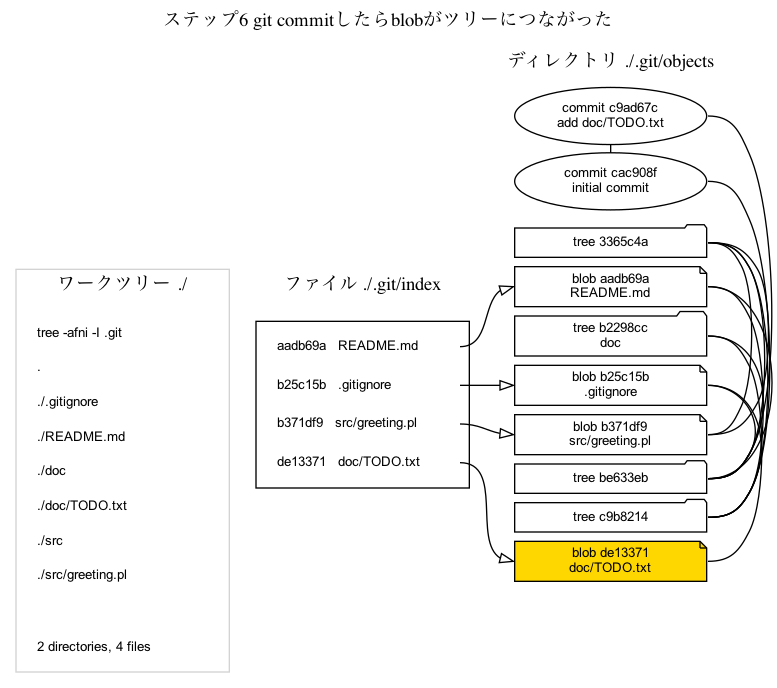 ステップ6 git commitしたらblobがツリーにつながった
ディレクトリ ./.git/objects
commit c9ad67c
add doc/TODO.txt
commit cac908f
initial commit
tree 3365c4a
blob aadb69a
README.md
tree b2298cc
doc
blob b25c15b
.gitignore
blob b371df9
src/greeting.pl
tree be633eb
tree c9b8214
blob de13371
doc/TODO.txt
ファイル ./.git/index
aadb69a README.md
b25c15b .gitignore
b371df9 src/greeting.pl
de13371 doc/TODO.txt
ワークツリー ./
tree -afni -I .git
.
./.gitignore
./README.md
./doc
./doc/TODO.txt
./src
./src/greeting.pl
2 directories, 4 files